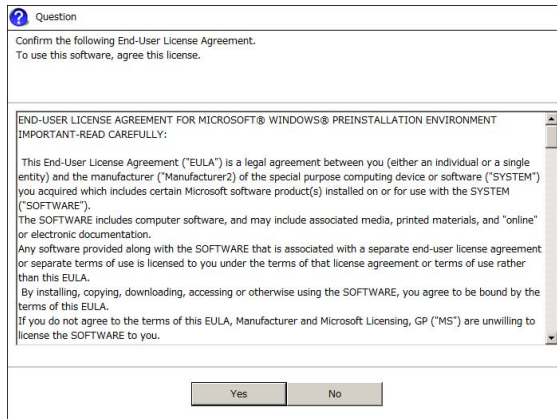 Question
Confirm the following End-User License Agreement.
To use this software, agree this license.
END-USER LICENSE AGREEMENT FOR MICROSOFT® WINDOWS® PREINSTALLATION ENVIRONMENT
IMPORTANT-READ CAREFULLY:
This End-User License Agreement ("EULA") is a legal agreement between you (either an individual or a single
entity) and the manufacturer ("Manufacturer2) of the special purpose computing device or software ("SYSTEM")
you acquired which includes certain Microsoft software product(s) installed on or for use with the SYSTEM
("SOFTWARE").
The SOFTWARE includes computer software, and may include associated media, printed materials, and "online"
or electronic documentation.
Any software provided along with the SOFTWARE that is associated with a separate end-user license agreement
or separate terms of use is licensed to you under the terms of that license agreement or terms of use rather
than this EULA.
By installing, copying, downloading, accessing or otherwise using the SOFTWARE, you agree to be bound by the
terms of this EULA.
If you do not agree to the terms of this EULA, Manufacturer and Microsoft Licensing, GP ("MS") are unwilling to
license the SOFTWARE to you.
Yes No